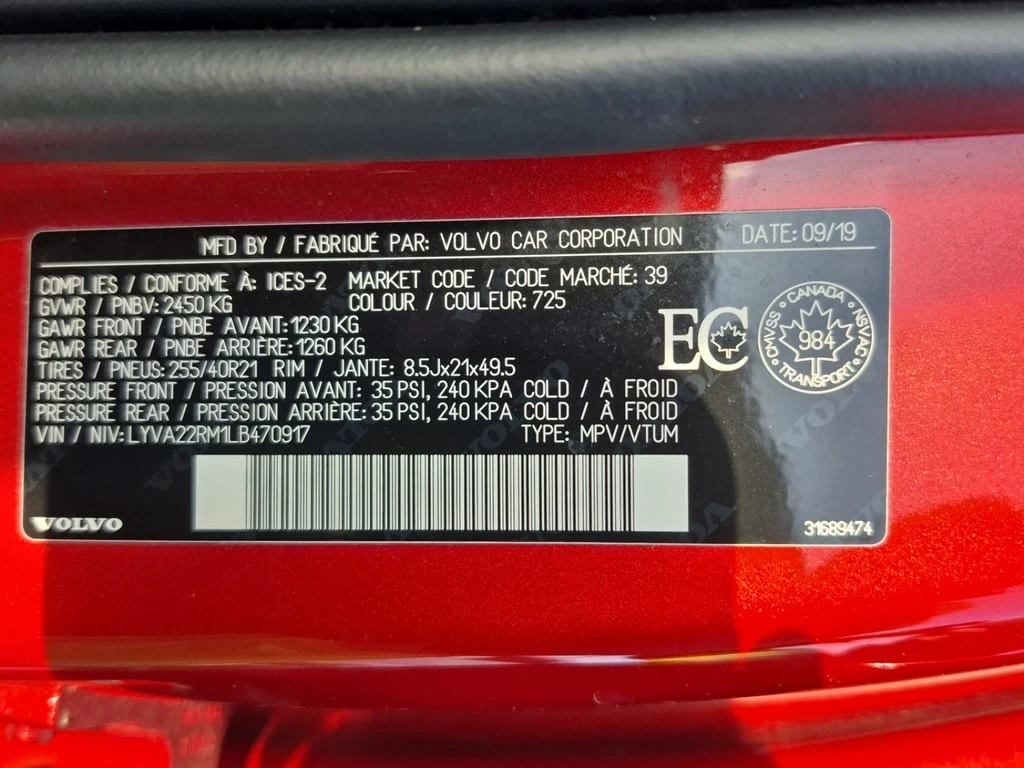 MFD BY / FABRIQUÉ PAR: VOLVO CAR CORPORATION DATE: 09/19
COMPLIES / CONFORME À: ICES-2 MARKET CODE / CODE MARCHÉ: 39
GVWR / PNBV: 2450 KG COLOUR / COULEUR: 725
GAWR FRONT / PNBE AVANT: 1230 KG
GAWR REAR / PNBE ARRIÈRE: 1260 KG
TIRES / PNEUS: 255/40R21 RIM / JANTE: 8.5Jx21x49.5
PRESSURE FRONT / PRESSION AVANT: 35 PSI, 240 KPA COLD / À FROID
PRESSURE REAR / PRESSION ARRIÈRE: 35 PSI, 240 KPA COLD / À FROID
VIN / NIV: LYVA22RM1LB470917 TYPE: MPV/VTUM
EC
CANADA
CMVSS NSVAC
984
TRANSPORT
VOLVO
31689474